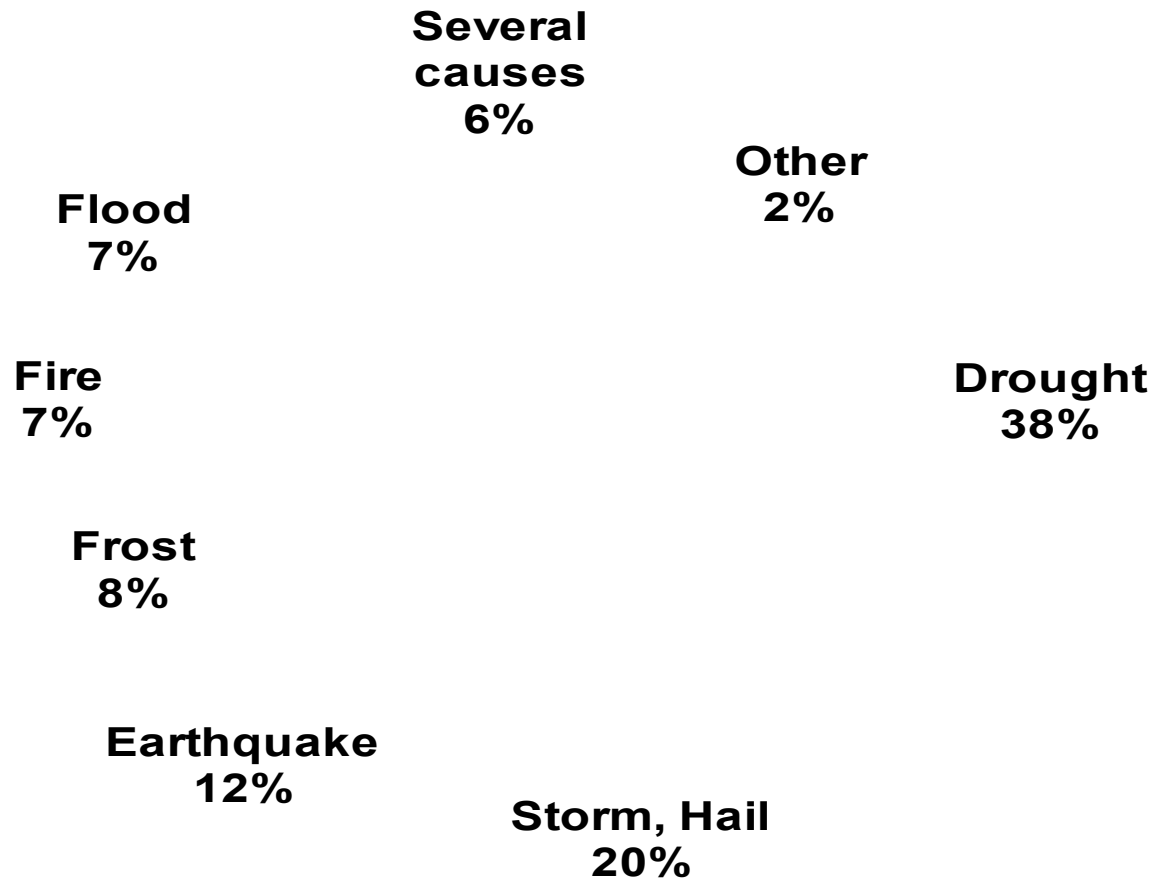 Several
causes
6%
Other
2%
Flood
7%
Fire
7%
Drought
38%
Frost
8%
Earthquake
12%
Storm, Hail
20%